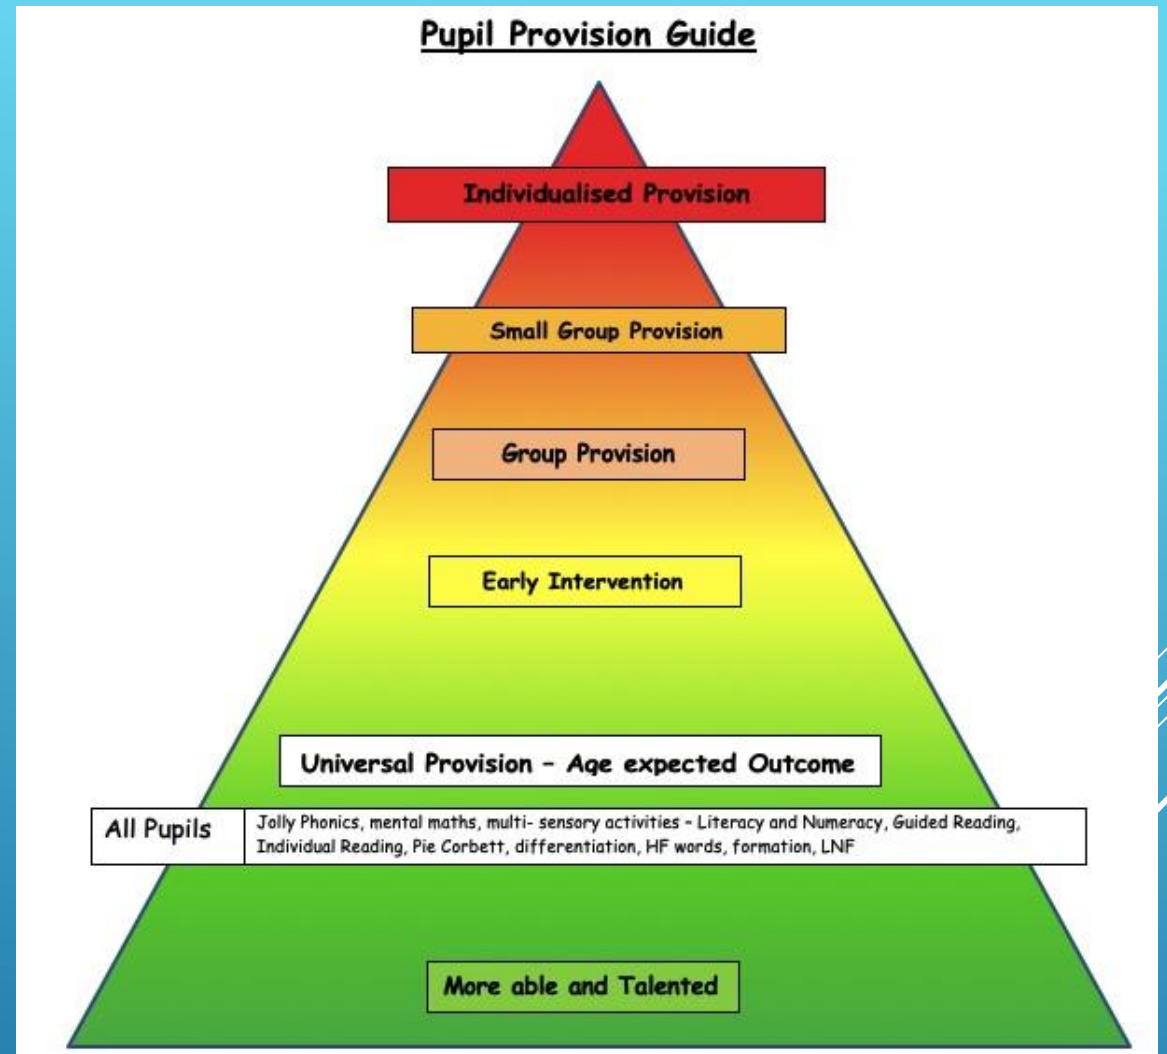 Pupil Provision Guide
Individualised Provision
Small Group Provision
Group Provision
Early Intervention
Universal Provision – Age expected Outcome
All Pupils
Jolly Phonics, mental maths, multi- sensory activities – Literacy and Numeracy, Guided Reading,
Individual Reading, Pie Corbett, differentiation, HF words, formation, LNF
More able and Talented